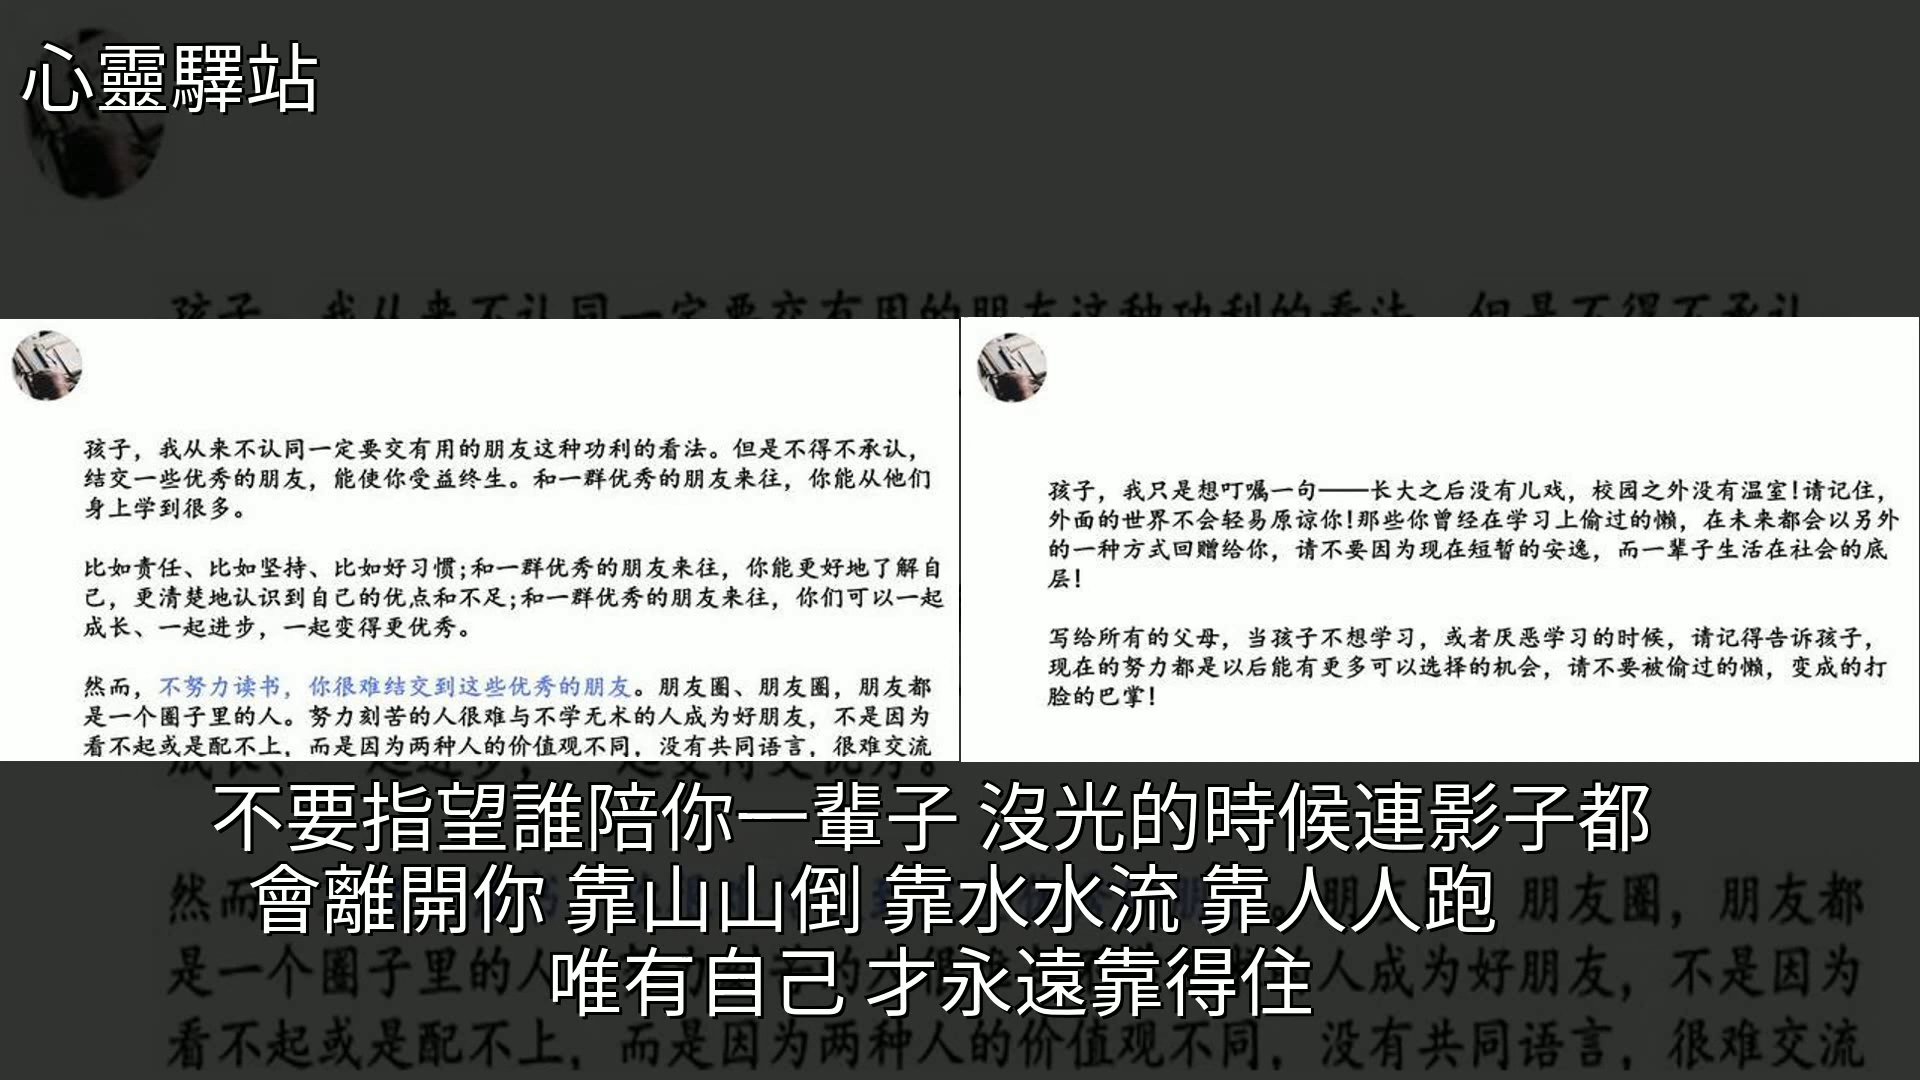 心靈驛站
孩子，我从来不认同一定要交有用的朋友这种功利的看法。但是不得不承认，
结交一些优秀的朋友，能使你受益终生。和一群优秀的朋友来往，你能从他们
身上学到很多。
比如责任、比如坚持、比如好习惯;和一群优秀的朋友来往，你能更好地了解自
己，更清楚地认识到自己的优点和不足;和一群优秀的朋友来往，你们可以一起
成长、一起进步，一起变得更优秀。
然而，不努力读书，你很难结交到这些优秀的朋友。朋友圈、朋友圈，朋友都
是一个圈子里的人。努力刻苦的人很难与不学无术的人成为好朋友，不是因为
看不起或是配不上，而是因为两种人的价值观不同，没有共同语言，很难交流
孩子，我只是想叮嘱一句——长大之后没有儿戏，校园之外没有温室!请记住，
外面的世界不会轻易原谅你!那些你曾经在学习上偷过的懒，在未来都会以另外
的一种方式回赠给你，请不要因为现在短暂的安逸，而一辈子生活在社会的底
层!
写给所有的父母，当孩子不想学习，或者厌恶学习的时候，请记得告诉孩子，
现在的努力都是以后能有更多可以选择的机会，请不要被偷过的懒，变成的打
脸的巴掌!
不要指望誰陪你一輩子 沒光的時候連影子都
會離開你 靠山山倒 靠水水流 靠人人跑
唯有自己 才永遠靠得住